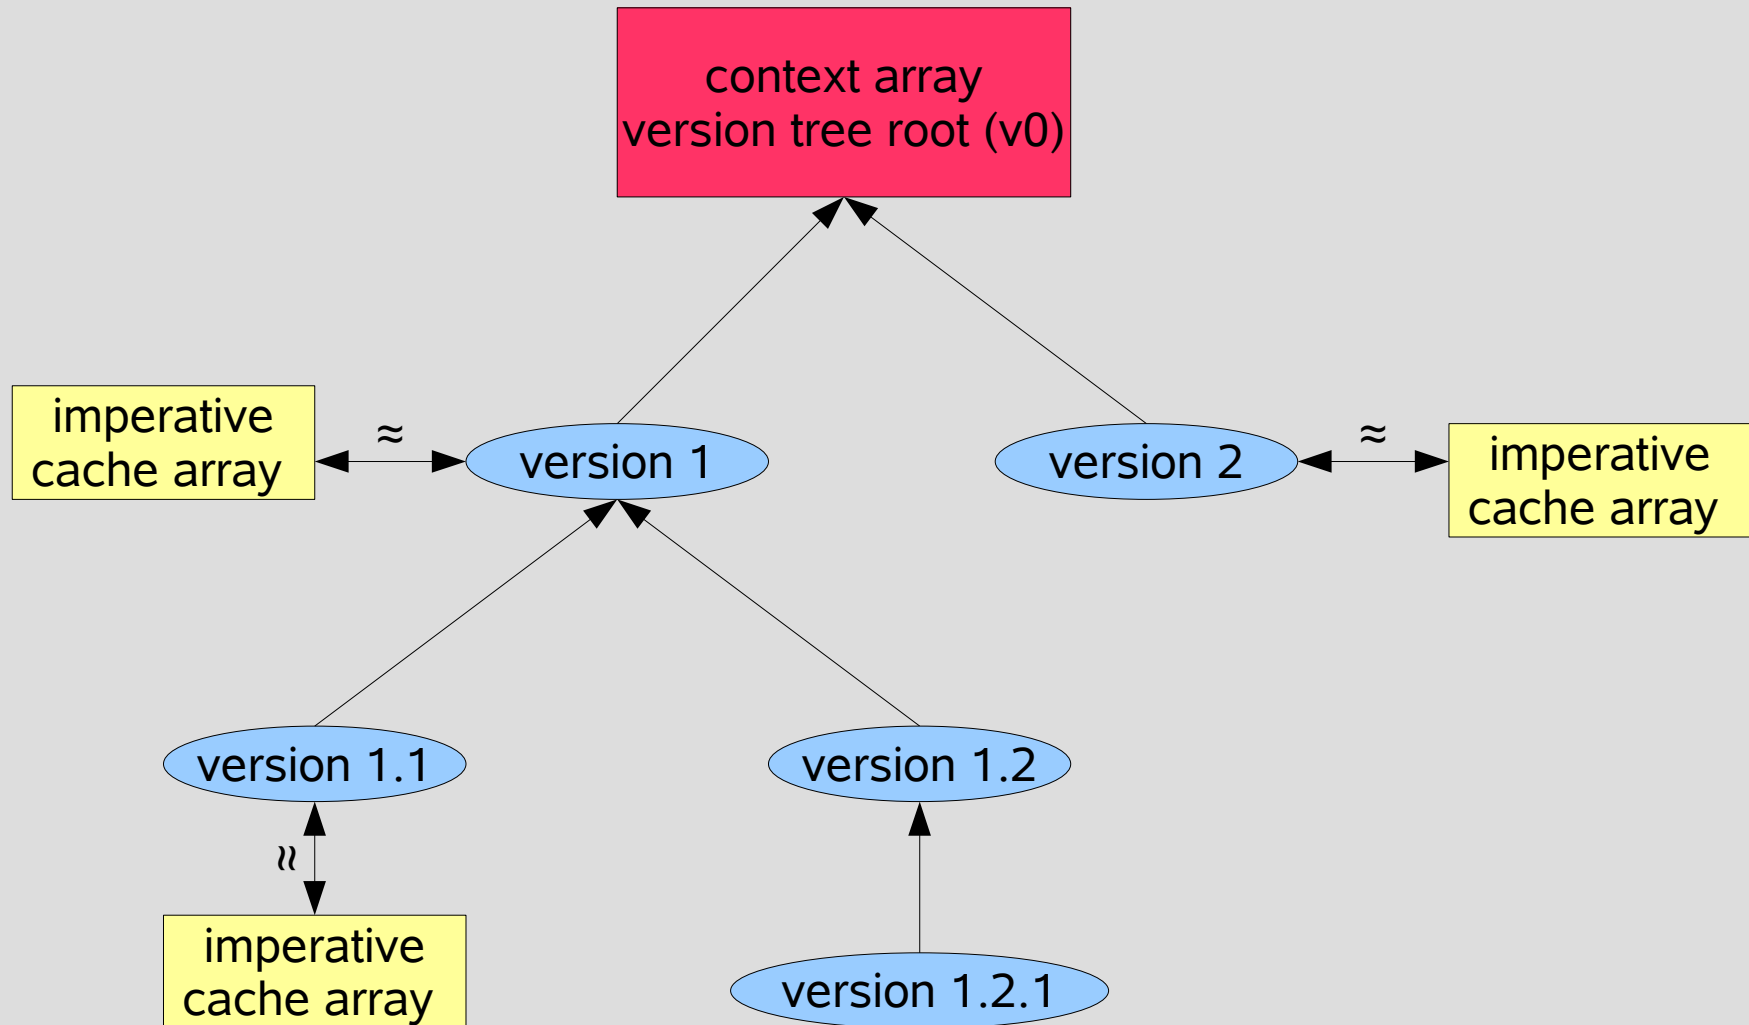 context array
version tree root (v0)
imperative
cache array
≈
version 1
version 2
≈
imperative
cache array
version 1.1
version 1.2
≈
imperative
cache array
version 1.2.1